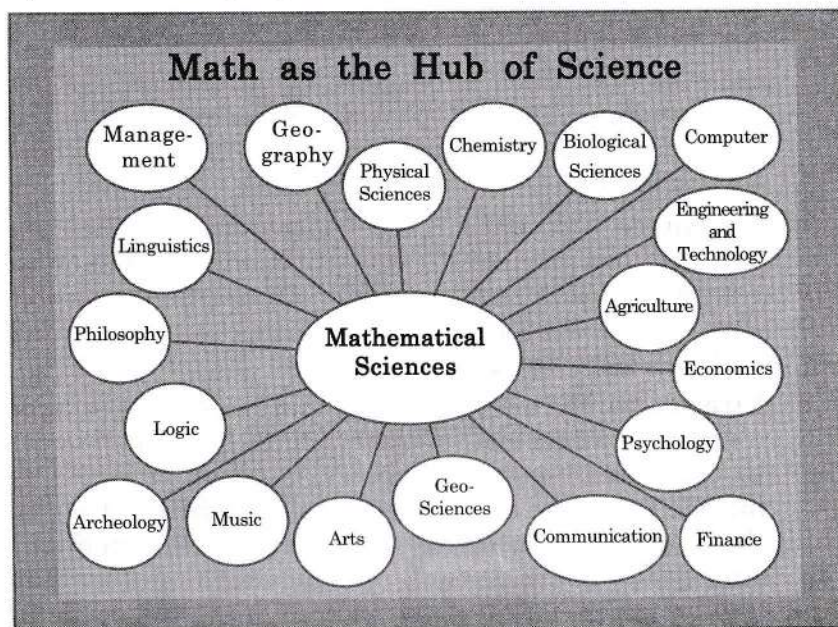 Math as the Hub of Science
Manage-
ment
Geo-
graphy
Physical
Sciences
Chemistry
Biological
Sciences
Computer
Linguistics
Engineering
and
Technology
Philosophy
Mathematical
Sciences
Agriculture
Economics
Logic
Psychology
Archeology
Music
Arts
Geo-
Sciences
Communication
Finance